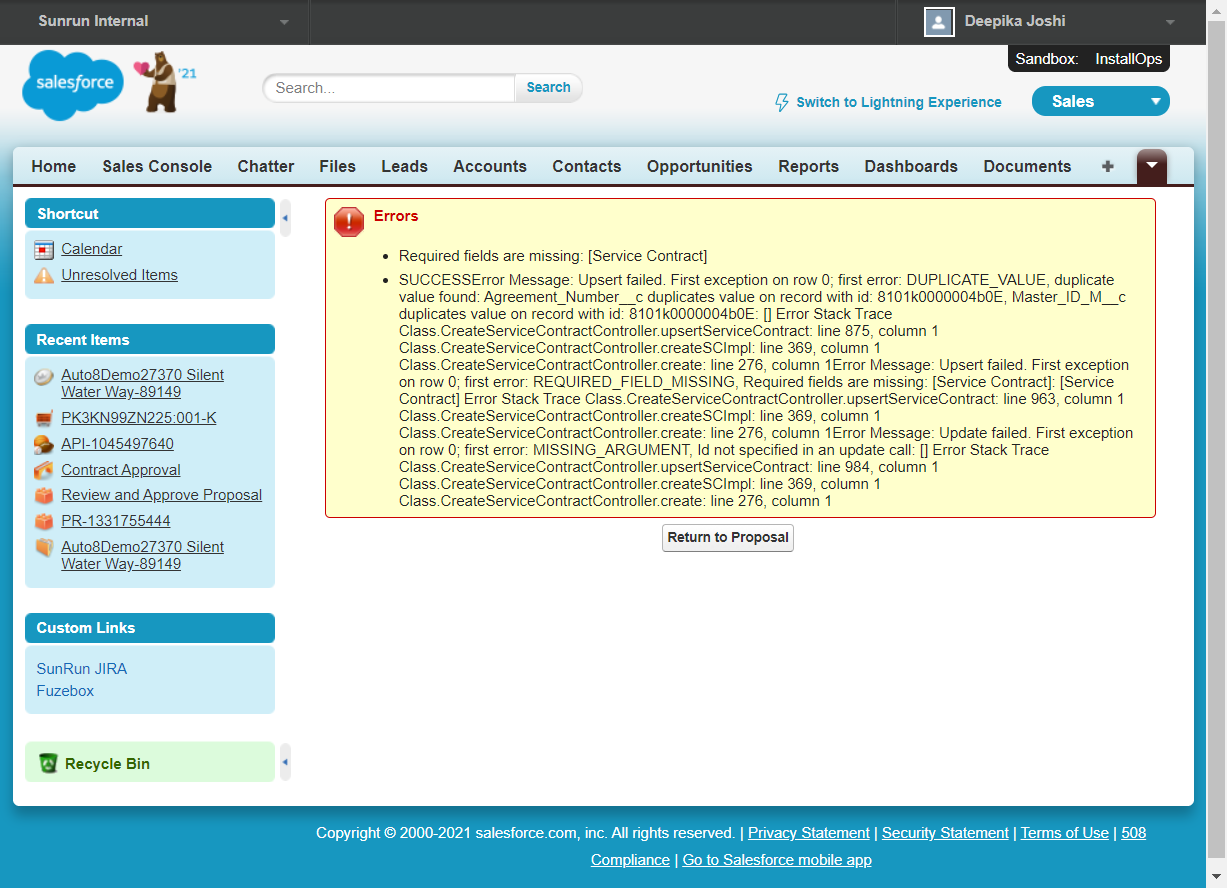 Sunrun Internal
Deepika Joshi
Sandbox: InstallOps
salesforce
'21
Search...
Search
Switch to Lightning Experience
Sales
Home Sales Console Chatter Files Leads Accounts Contacts Opportunities Reports Dashboards Documents +
Shortcut
Calendar
Unresolved Items
Recent Items
Auto8Demo27370 Silent
Water Way-89149
PK3KN99ZN225:001-K
API-1045497640
Contract Approval
Review and Approve Proposal
PR-1331755444
Auto8Demo27370 Silent
Water Way-89149
Custom Links
SunRun JIRA
Fuzebox
Recycle Bin
Errors
• Required fields are missing: [Service Contract]
• SUCCESSError Message: Upsert failed. First exception on row 0; first error: DUPLICATE_VALUE, duplicate
value found: Agreement_Number__c duplicates value on record with id: 8101k0000004b0E, Master_ID_M__c
duplicates value on record with id: 8101k0000004b0E: [] Error Stack Trace
Class.CreateServiceContractController.upsertServiceContract: line 875, column 1
Class.CreateServiceContractController.createSCImpl: line 369, column 1
Class.CreateServiceContractController.create: line 276, column 1Error Message: Upsert failed. First exception
on row 0; first error: REQUIRED_FIELD_MISSING, Required fields are missing: [Service Contract]: [Service
Contract] Error Stack Trace Class.CreateServiceContractController.upsertServiceContract: line 963, column 1
Class.CreateServiceContractController.createSCImpl: line 369, column 1
Class.CreateServiceContractController.create: line 276, column 1Error Message: Update failed. First exception
on row 0; first error: MISSING_ARGUMENT, Id not specified in an update call: [] Error Stack Trace
Class.CreateServiceContractController.upsertServiceContract: line 984, column 1
Class.CreateServiceContractController.createSCImpl: line 369, column 1
Class.CreateServiceContractController.create: line 276, column 1
Return to Proposal
Copyright © 2000-2021 salesforce.com, inc. All rights reserved. | Privacy Statement | Security Statement | Terms of Use | 508
Compliance | Go to Salesforce mobile app